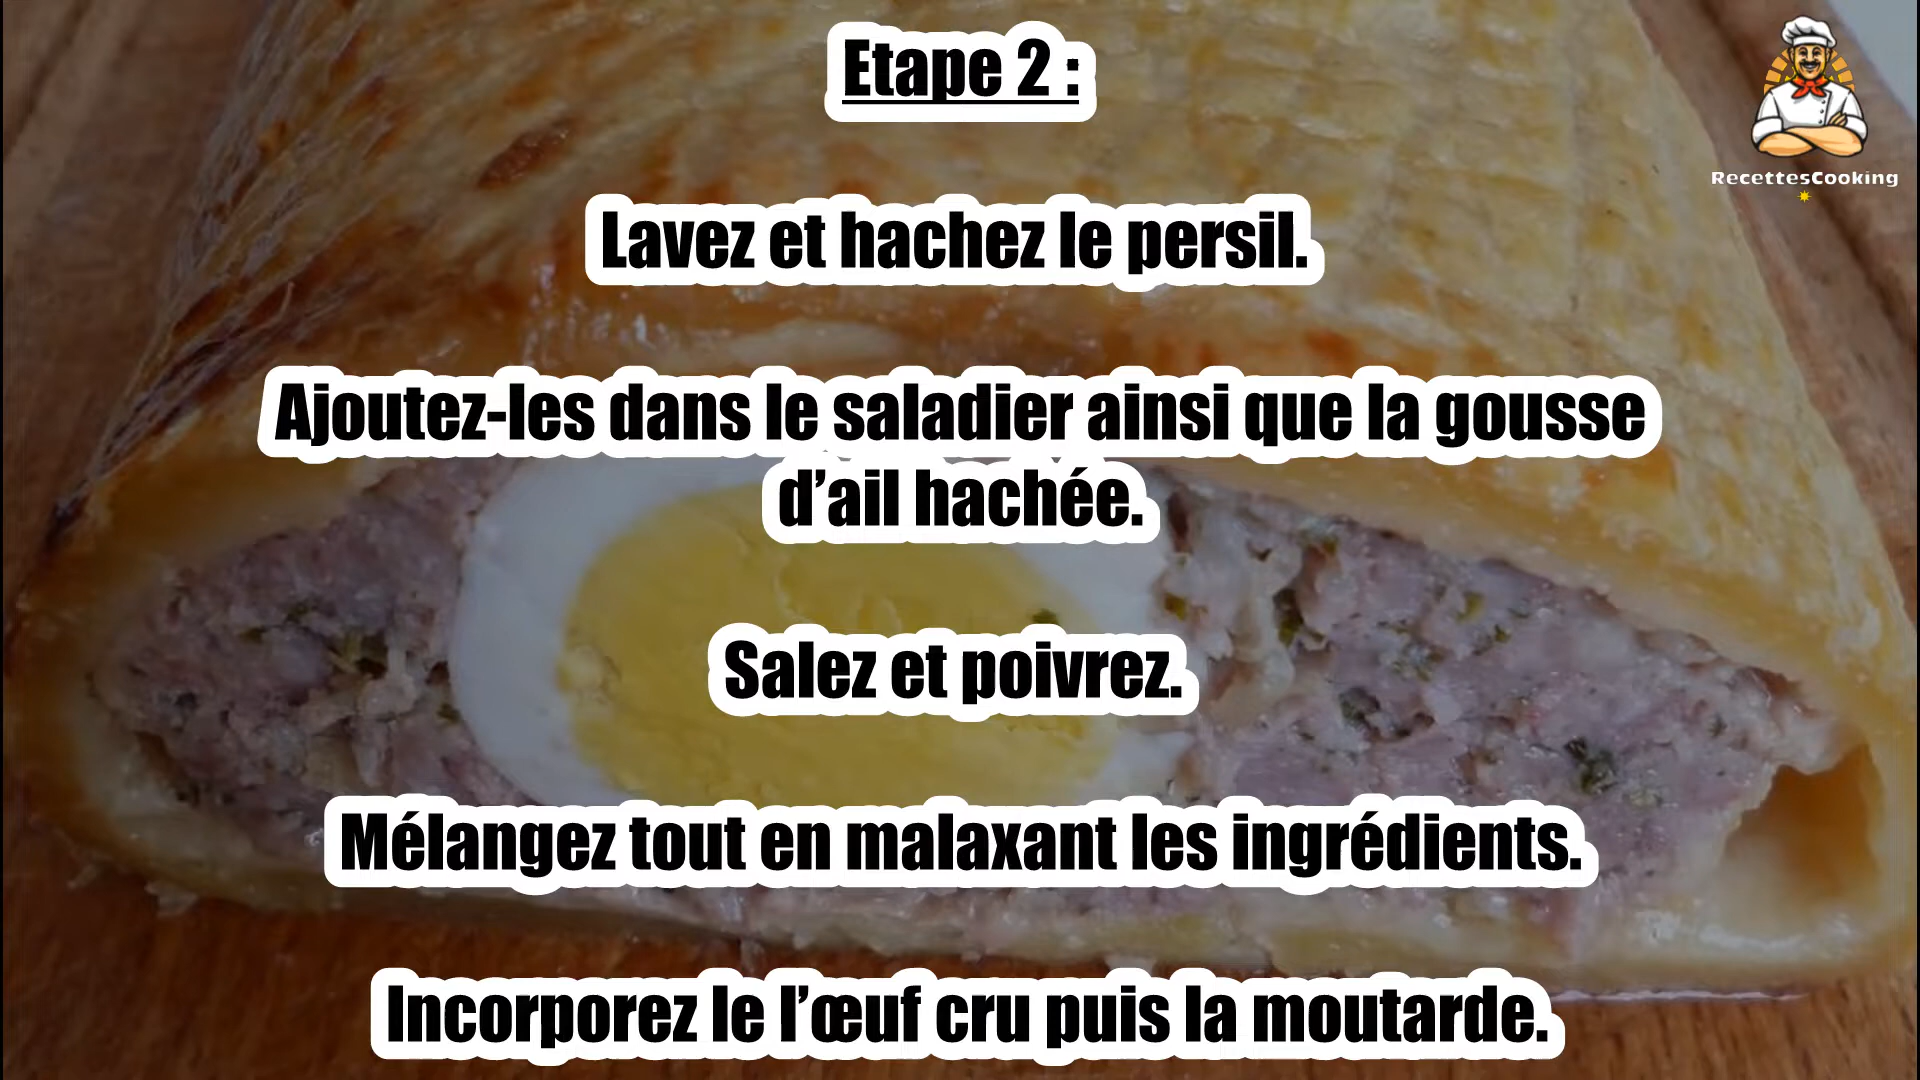 Etape 2 :
RecettesCooking
Lavez et hachez le persil.
Ajoutez-les dans le saladier ainsi que la gousse
d’ail hachée.
Salez et poivrez.
Mélangez tout en malaxant les ingrédients.
Incorporez le l’œuf cru puis la moutarde.